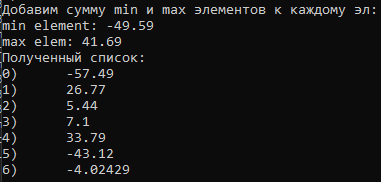 Добавим сумму min и max элементов к каждому эл:
min element: -49.59
max elem: 41.69
Полученный список:
0) -57.49
1) 26.77
2) 5.44
3) 7.1
4) 33.79
5) -43.12
6) -4.02429